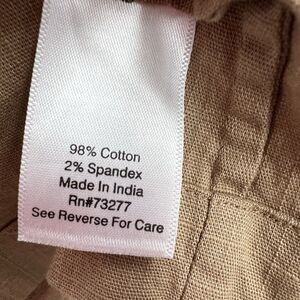 98% Cotton
2% Spandex
Made In India
Rn#73277
See Reverse For Care